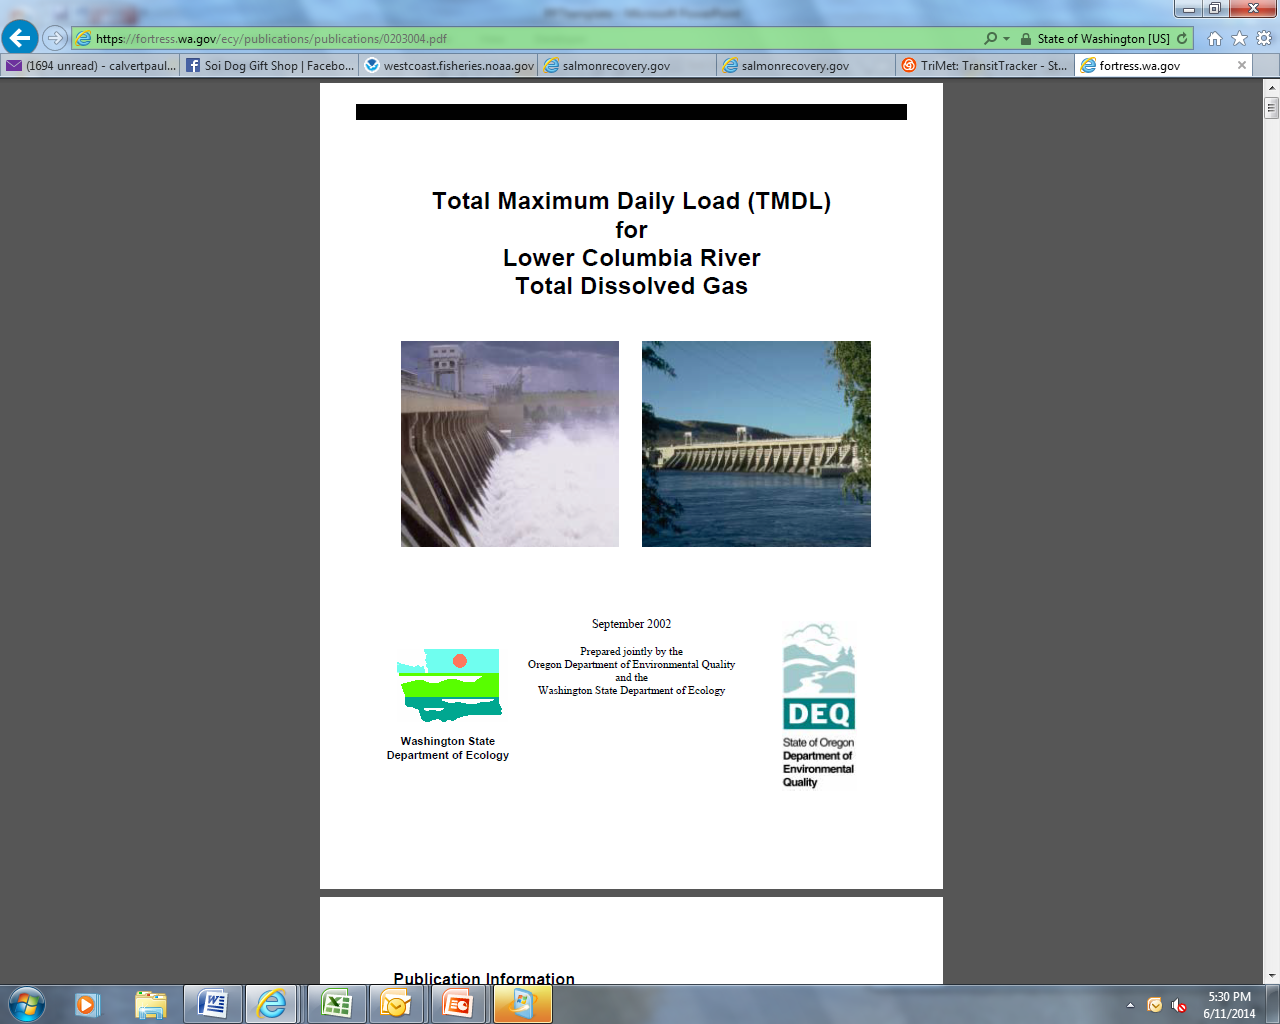 https://fortress.wa.gov/ecy/publications/publications/0203004.pdf
State of Washington [US]
(1694 unread) - calvertpaul...
Soi Dog Gift Shop | Facebo...
westcoast.fisheries.noaa.gov
salmonrecovery.gov
salmonrecovery.gov
TriMet: TransitTracker - St...
fortress.wa.gov
Total Maximum Daily Load (TMDL)
for
Lower Columbia River
Total Dissolved Gas
September 2002
Prepared jointly by the
Oregon Department of Environmental Quality
and the
Washington State Department of Ecology
Washington State
Department of Ecology
DEQ
State of Oregon
Department of
Environmental
Quality
Publication Information
5:30 PM
6/11/2014